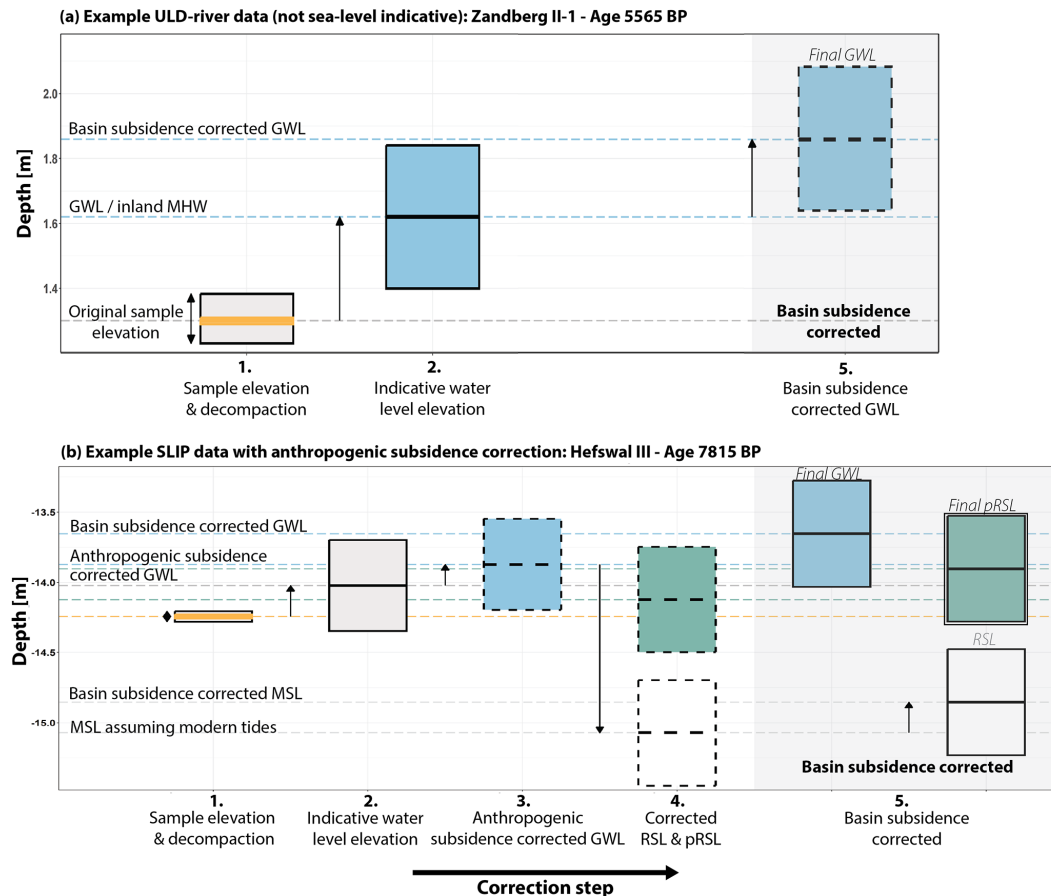 (a) Example ULD-river data (not sea-level indicative): Zandberg II-1 - Age 5565 BP
Final GWL
2.0
Basin subsidence corrected GWL
1.8
Depth [m]
GWL / inland MHW
1.6
1.4
Original sample
elevation
Basin subsidence
corrected
1.
2.
5.
Sample elevation
& decompaction
Indicative water
level elevation
Basin subsidence
corrected GWL
(b) Example SLIP data with anthropogenic subsidence correction: Hefswal III - Age 7815 BP
Final GWL
Final pRSL
-13.5
Basin subsidence corrected GWL
Anthropogenic subsidence
corrected GWL
-14.0
Depth [m]
-14.5
RSL
Basin subsidence corrected MSL
MSL assuming modern tides
-15.0
Basin subsidence corrected
1.
2.
3.
4.
5.
Sample elevation
& decompaction
Indicative water
level elevation
Anthropogenic
subsidence corrected GWL
Corrected
RSL & pRSL
Basin subsidence
corrected
Correction step